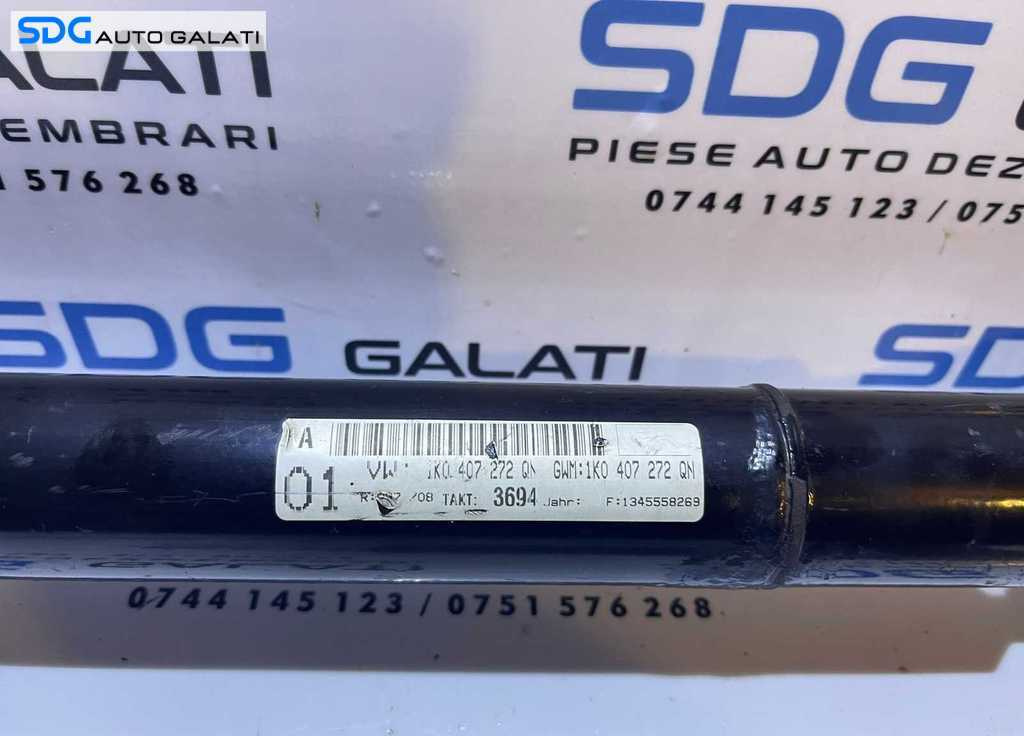 SDG AUTO GALATI
ALATI
EMBRARI
576 268
SDG
PIESE AUTO DEZ
0744 145 123 / 075
SDG GALATI
SDG
A
01
VW: 1K0 407 272 QN GWM:1K0 407 272 QN
/08 TAKT: 3694 Jahr: F:1345558269
0744 145 123 / 0751 576 268